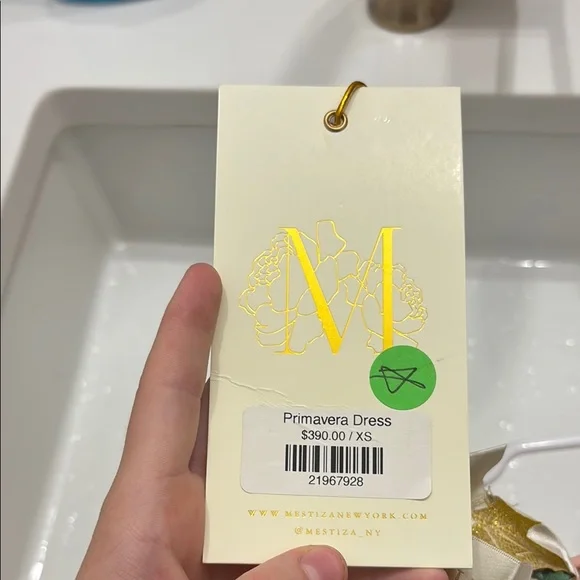 M
Primavera Dress
$390.00 / XS
21967928
WWW.MESTIZANEWYORK.COM
@MESTIZA_NY